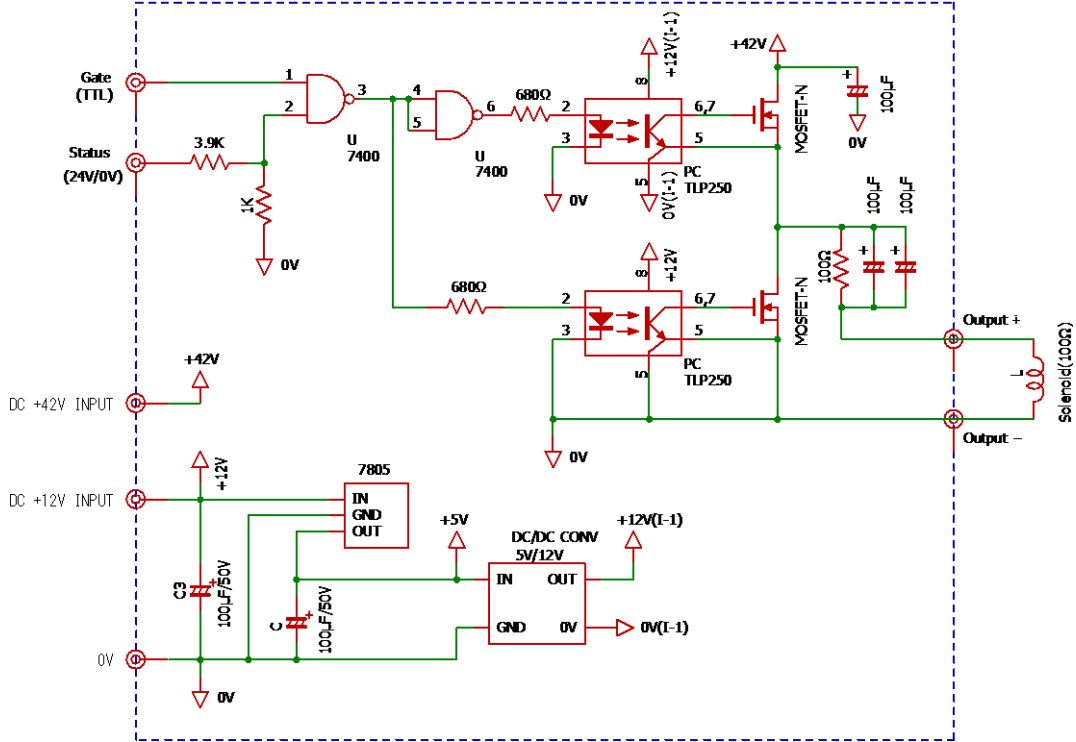 Gate
(TTL)
1
2
3
4
5
6
U
7400
U
7400
680Ω
2
3
8
+12V(I-1)
6,7
5
5
0V(I-1)
PC
TLP250
0V
+42V
MOSFET-N
+
100µF
0V
Status
(24V/0V)
3.9K
1K
0V
680Ω
2
3
8
+12V
6,7
5
5
PC
TLP250
MOSFET-N
100Ω
+
100µF
+
100µF
Output +
L
Solenoid(100Ω)
Output −
0V
DC +42V INPUT
+42V
DC +12V INPUT
+12V
7805
IN
GND
OUT
C3
+
100µF/50V
C
+
100µF/50V
+5V
DC/DC CONV
5V/12V
IN
OUT
GND
0V
+12V(I-1)
0V(I-1)
0V
0V